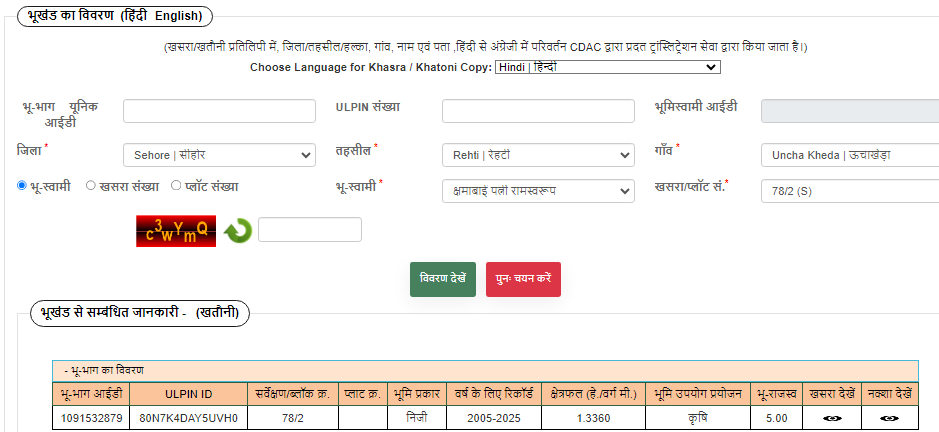 भूखंड का विवरण (हिंदी English)
(खसरा/खतौनी प्रतिलिपी में, जिला/तहसील/हल्का, गांव, नाम एवं पता ,हिंदी से अंग्रेजी में परिवर्तन CDAC द्वारा प्रदत ट्रांस्लिट्रेशन सेवा द्वारा किया जाता है।)
Choose Language for Khasra / Khatoni Copy: Hindi | हिन्दी
भू-भाग यूनिक आईडी
ULPIN संख्या
भूमिस्वामी आईडी
जिला * Sehore | सीहोर तहसील * Rehti | रेहटी गाँव * Uncha Kheda | ऊचाखेड़ा
भू-स्वामी खसरा संख्या प्लॉट संख्या भू-स्वामी * क्षमाबाई पत्नी रामस्वरूप खसरा/प्लॉट सं.* 78/2 (S)
c3wYmQ
विवरण देखें पुनः चयन करें
भूखंड से सम्बंधित जानकारी - (खतौनी)
- भू-भाग का विवरण
भू-भाग आईडी ULPIN ID सर्वेक्षण/ब्लॉक क्र. प्लाट क्र. भूमि प्रकार वर्ष के लिए रिकॉर्ड क्षेत्रफल (हे./वर्ग मी.) भूमि उपयोग प्रयोजन भू-राजस्व खसरा देखें नक्शा देखें
1091532879 80N7K4DAY5UVH0 78/2 निजी 2005-2025 1.3360 कृषि 5.00